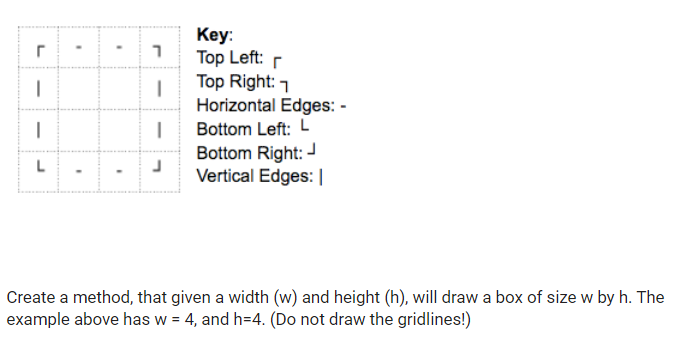 ┌ - - ┐
| |
| |
└ - - ┘
Key:
Top Left: ┌
Top Right: ┐
Horizontal Edges: -
Bottom Left: └
Bottom Right: ┘
Vertical Edges: |
Create a method, that given a width (w) and height (h), will draw a box of size w by h. The
example above has w = 4, and h=4. (Do not draw the gridlines!)